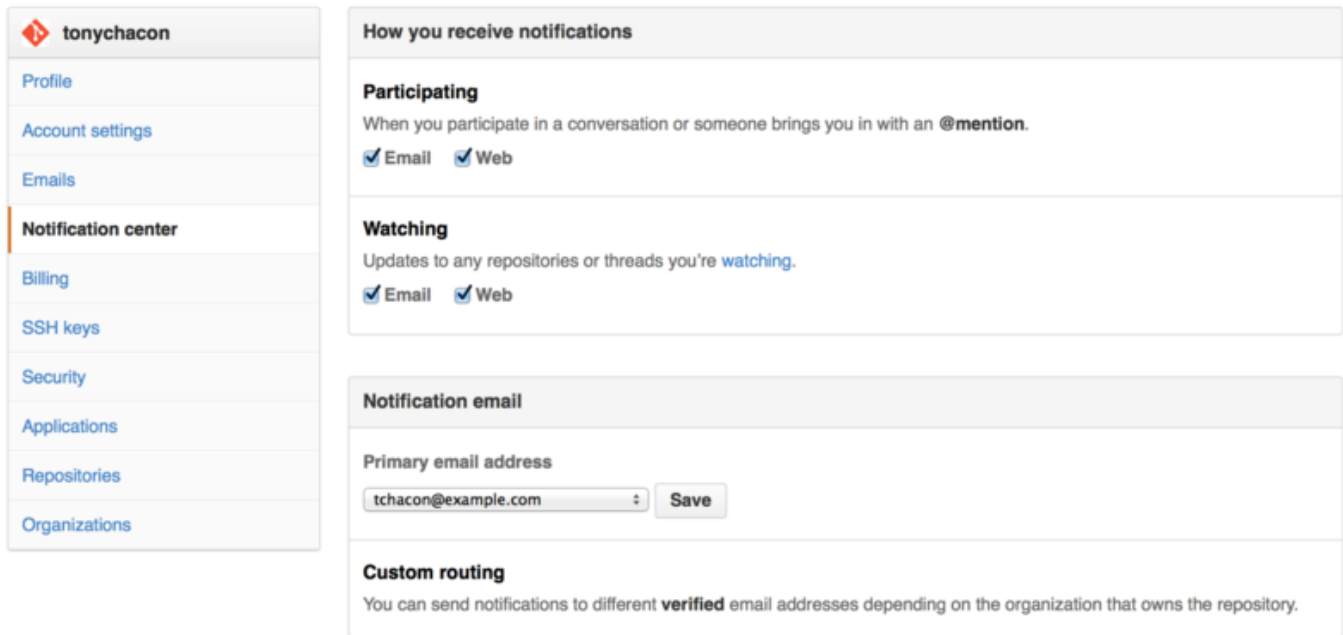 tonychacon
Profile
Account settings
Emails
Notification center
Billing
SSH keys
Security
Applications
Repositories
Organizations
How you receive notifications
Participating
When you participate in a conversation or someone brings you in with an @mention.
Email Web
Watching
Updates to any repositories or threads you're watching.
Email Web
Notification email
Primary email address
tchacon@example.com Save
Custom routing
You can send notifications to different verified email addresses depending on the organization that owns the repository.